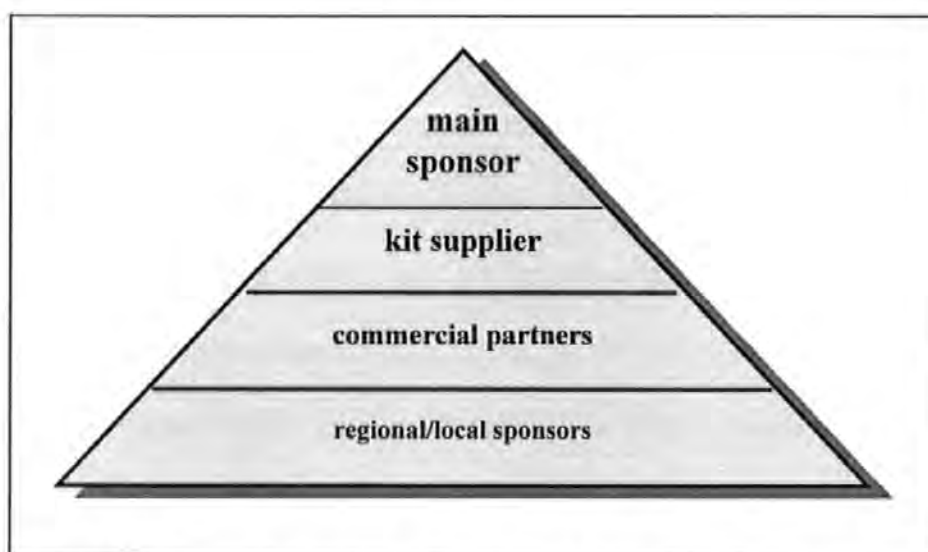 main
sponsor
kit supplier
commercial partners
regional/local sponsors